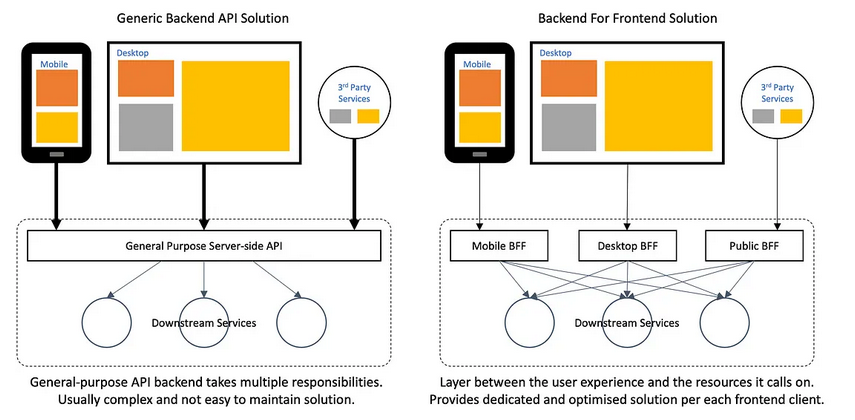 Generic Backend API Solution
Mobile
Desktop
3rd Party
Services
General Purpose Server-side API
Downstream Services
General-purpose API backend takes multiple responsibilities.
Usually complex and not easy to maintain solution.
Backend For Frontend Solution
Mobile
Desktop
3rd Party
Services
Mobile BFF
Desktop BFF
Public BFF
Downstream Services
Layer between the user experience and the resources it calls on.
Provides dedicated and optimised solution per each frontend client.